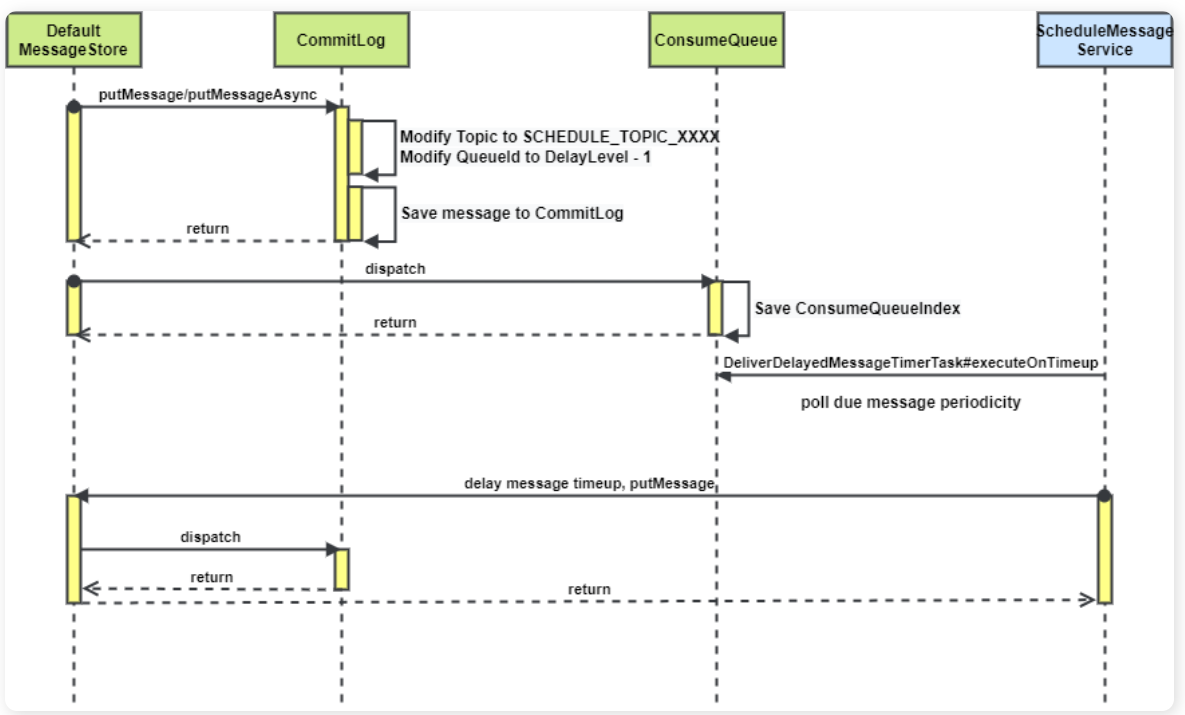 Default
MessageStore
CommitLog
ConsumeQueue
ScheduleMessage
Service
putMessage/putMessageAsync
Modify Topic to SCHEDULE_TOPIC_XXXX
Modify QueueId to DelayLevel - 1
Save message to CommitLog
return
dispatch
Save ConsumeQueueIndex
return
DeliverDelayedMessageTimerTask#executeOnTimeup
poll due message periodicity
delay message timeup, putMessage
dispatch
return
return